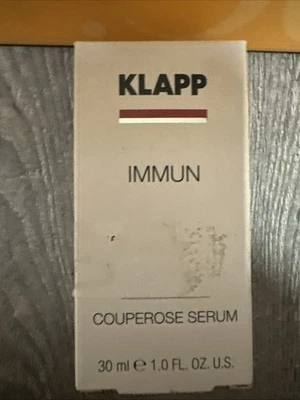 KLAPP
IMMUN
COUPEROSE SERUM
30 ml ℮ 1.0 FL. OZ. U.S.